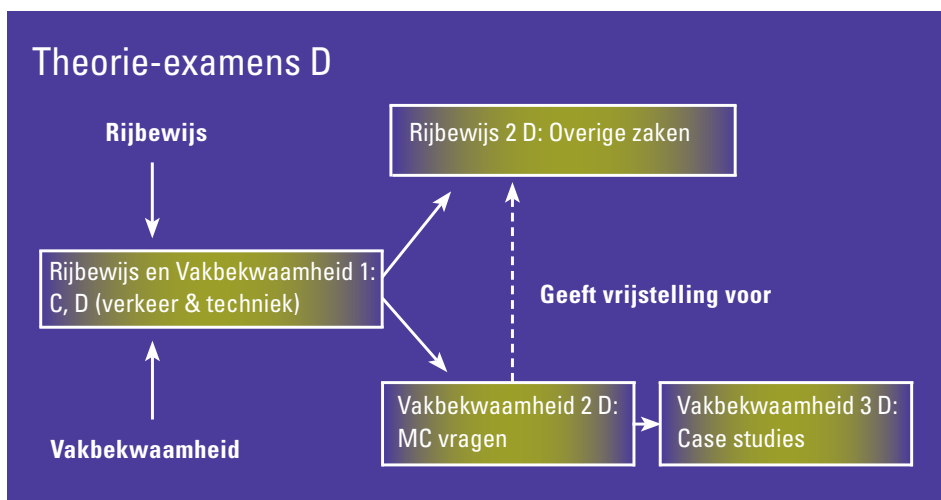 Theorie-examens D
Rijbewijs
Rijbewijs 2 D: Overige zaken
Rijbewijs en Vakbekwaamheid 1:
C, D (verkeer & techniek)
Geeft vrijstelling voor
Vakbekwaamheid
Vakbekwaamheid 2 D:
MC vragen
Vakbekwaamheid 3 D:
Case studies